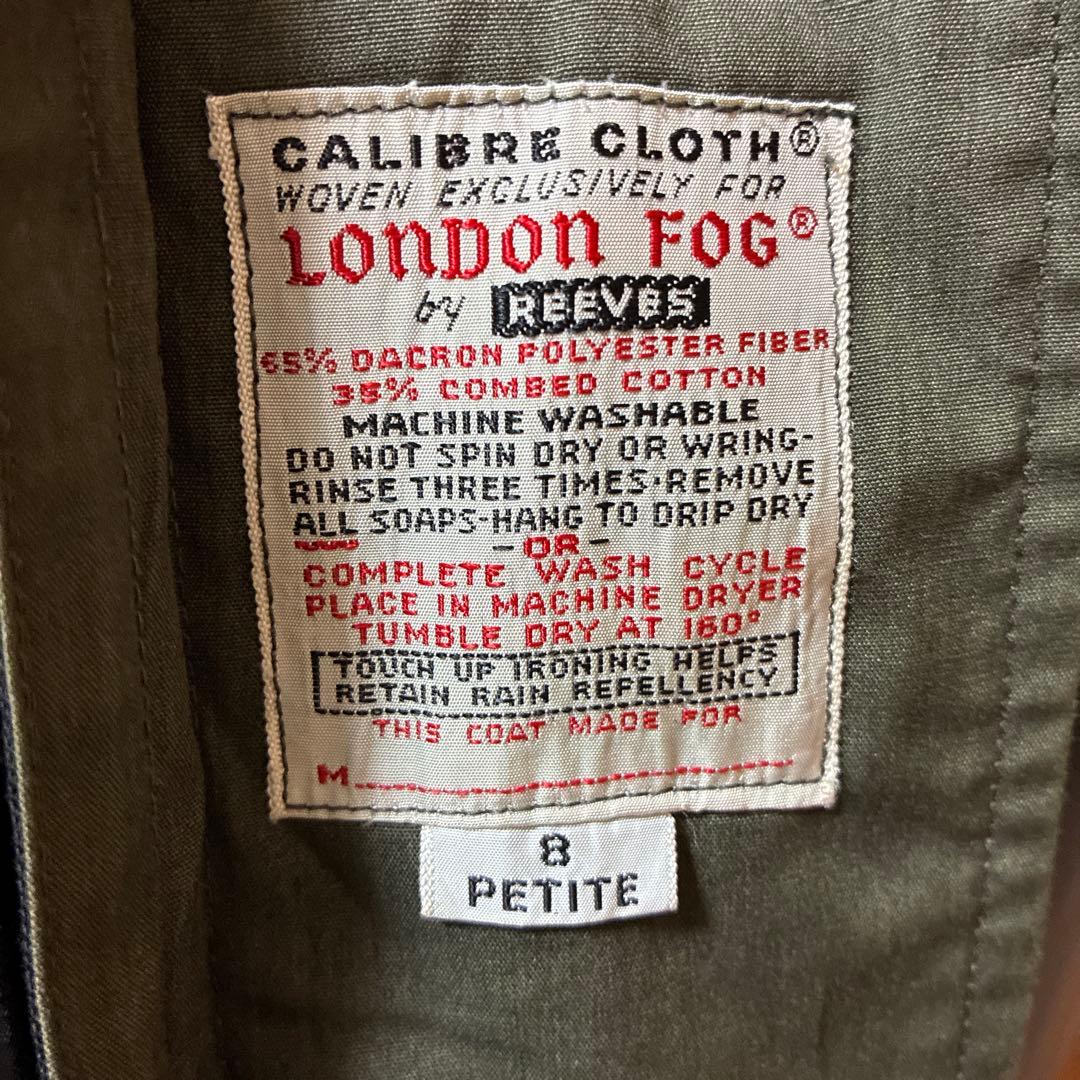 CALIBRE CLOTH®
WOVEN EXCLUSIVELY FOR
LONDON FOG®
by REEVES
65% DACRON POLYESTER FIBER
35% COMBED COTTON
MACHINE WASHABLE
DO NOT SPIN DRY OR WRING-
RINSE THREE TIMES·REMOVE
ALL SOAPS-HANG TO DRIP DRY
-OR-
COMPLETE WASH CYCLE
PLACE IN MACHINE DRYER
TUMBLE DRY AT 160°
TOUCH UP IRONING HELPS
RETAIN RAIN REPELLENCY
THIS COAT MADE FOR
M
8
PETITE